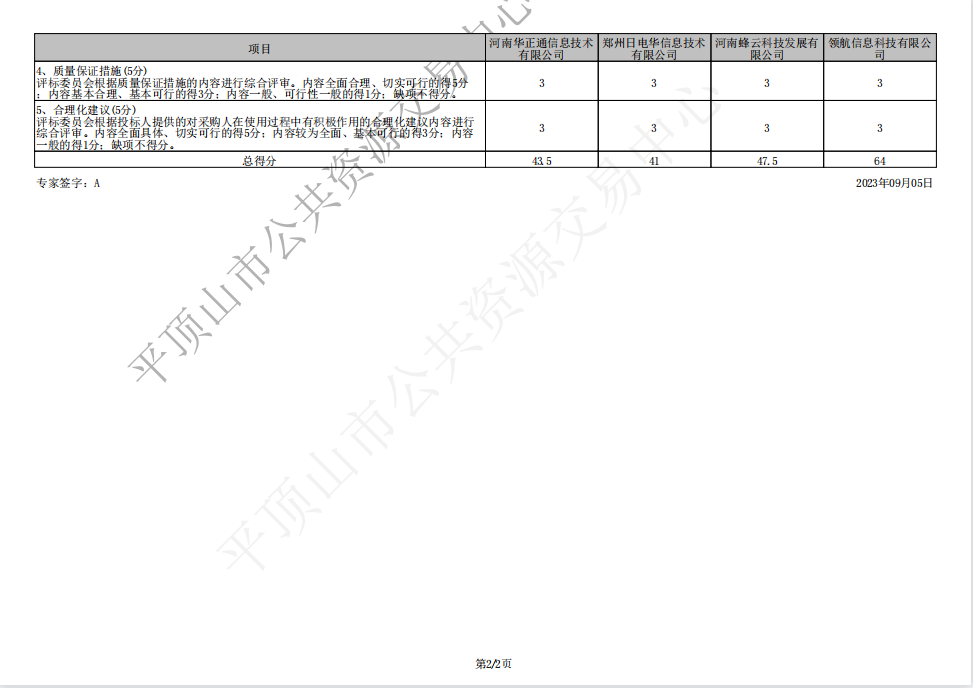 项目
河南华正通信息技术
有限公司
郑州日电华信息技术
有限公司
河南蜂云科技发展有
限公司
领航信息科技有限公
司
4、质量保证措施(5分)
评标委员会根据质量保证措施的内容进行综合评审。内容全面合理、切实可行的得5分
；内容基本合理、基本可行的得3分；内容一般、可行性一般的得1分；缺项不得分。
3
3
3
3
5、合理化建议(5分)
评标委员会根据投标人提供的对采购人在使用过程中有积极作用的合理化建议内容进行
综合评审。内容全面具体、切实可行的得5分；内容较为全面、基本可行的得3分；内容
一般的得1分；缺项不得分。
3
3
3
3
总得分
43.5
41
47.5
64
专家签字：A
2023年09月05日
平顶山市公共资源交易中心
平顶山市公共资源交易中心
第2/2页